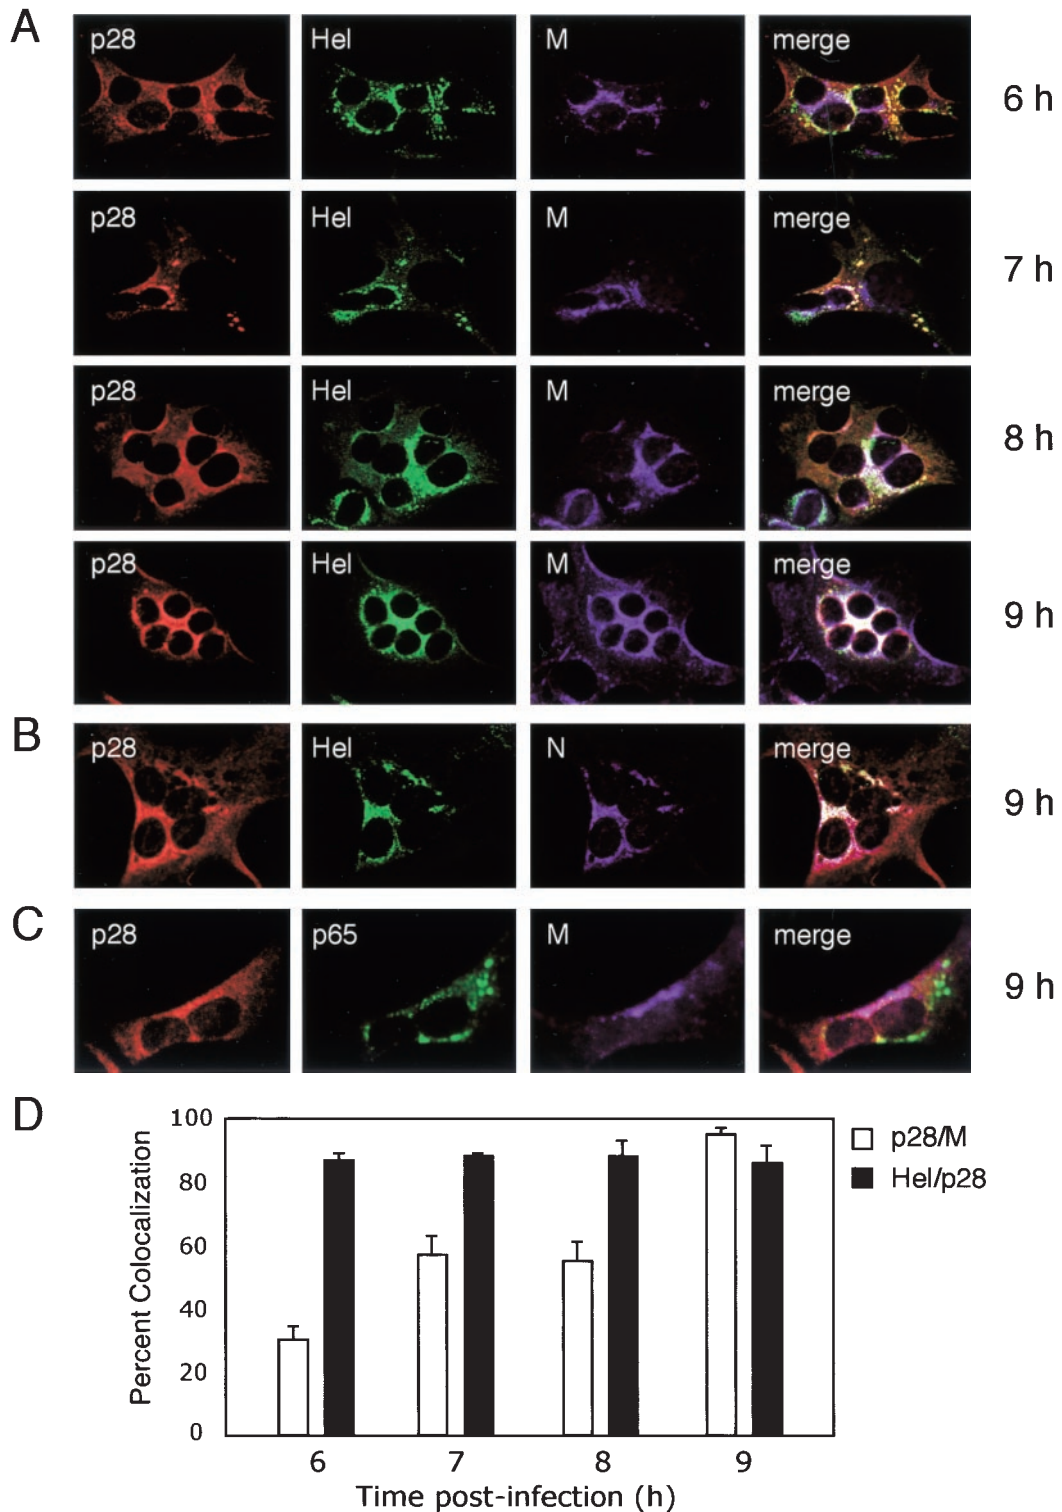 A
p28 Hel M merge 6 h
p28 Hel M merge 7 h
p28 Hel M merge 8 h
p28 Hel M merge 9 h
B
p28 Hel N merge 9 h
C
p28 p65 M merge 9 h
D
100
80
60
40
20
0
Percent Colocalization
p28/M
Hel/p28
6 7 8 9
Time post-infection (h)